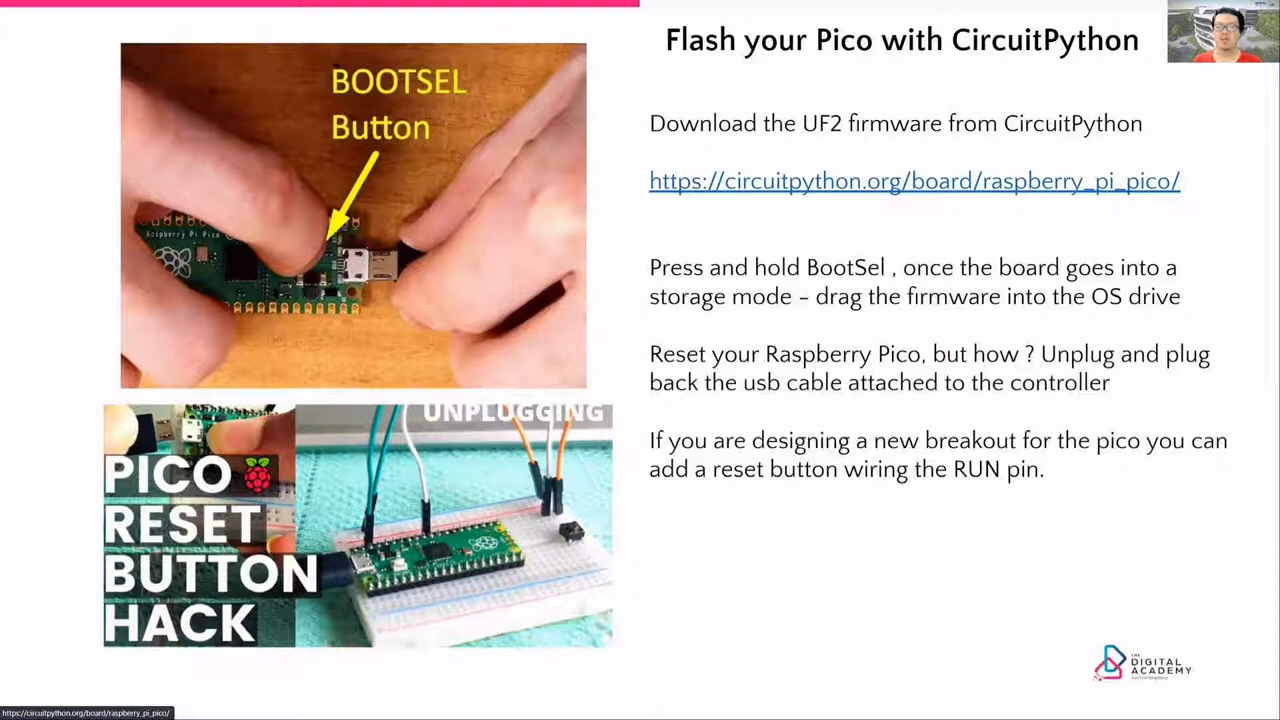 Flash your Pico with CircuitPython
BOOTSEL
Button
Raspberry Pi Pico
Download the UF2 firmware from CircuitPython
https://circuitpython.org/board/raspberry_pi_pico/
Press and hold BootSel , once the board goes into a
storage mode - drag the firmware into the OS drive
Reset your Raspberry Pico, but how ? Unplug and plug
back the usb cable attached to the controller
If you are designing a new breakout for the pico you can
add a reset button wiring the RUN pin.
UNPLUGGING
PICO
RESET
BUTTON
HACK
THE
DIGITAL
ACADEMY
https://circuitpython.org/board/raspberry_pi_pico/